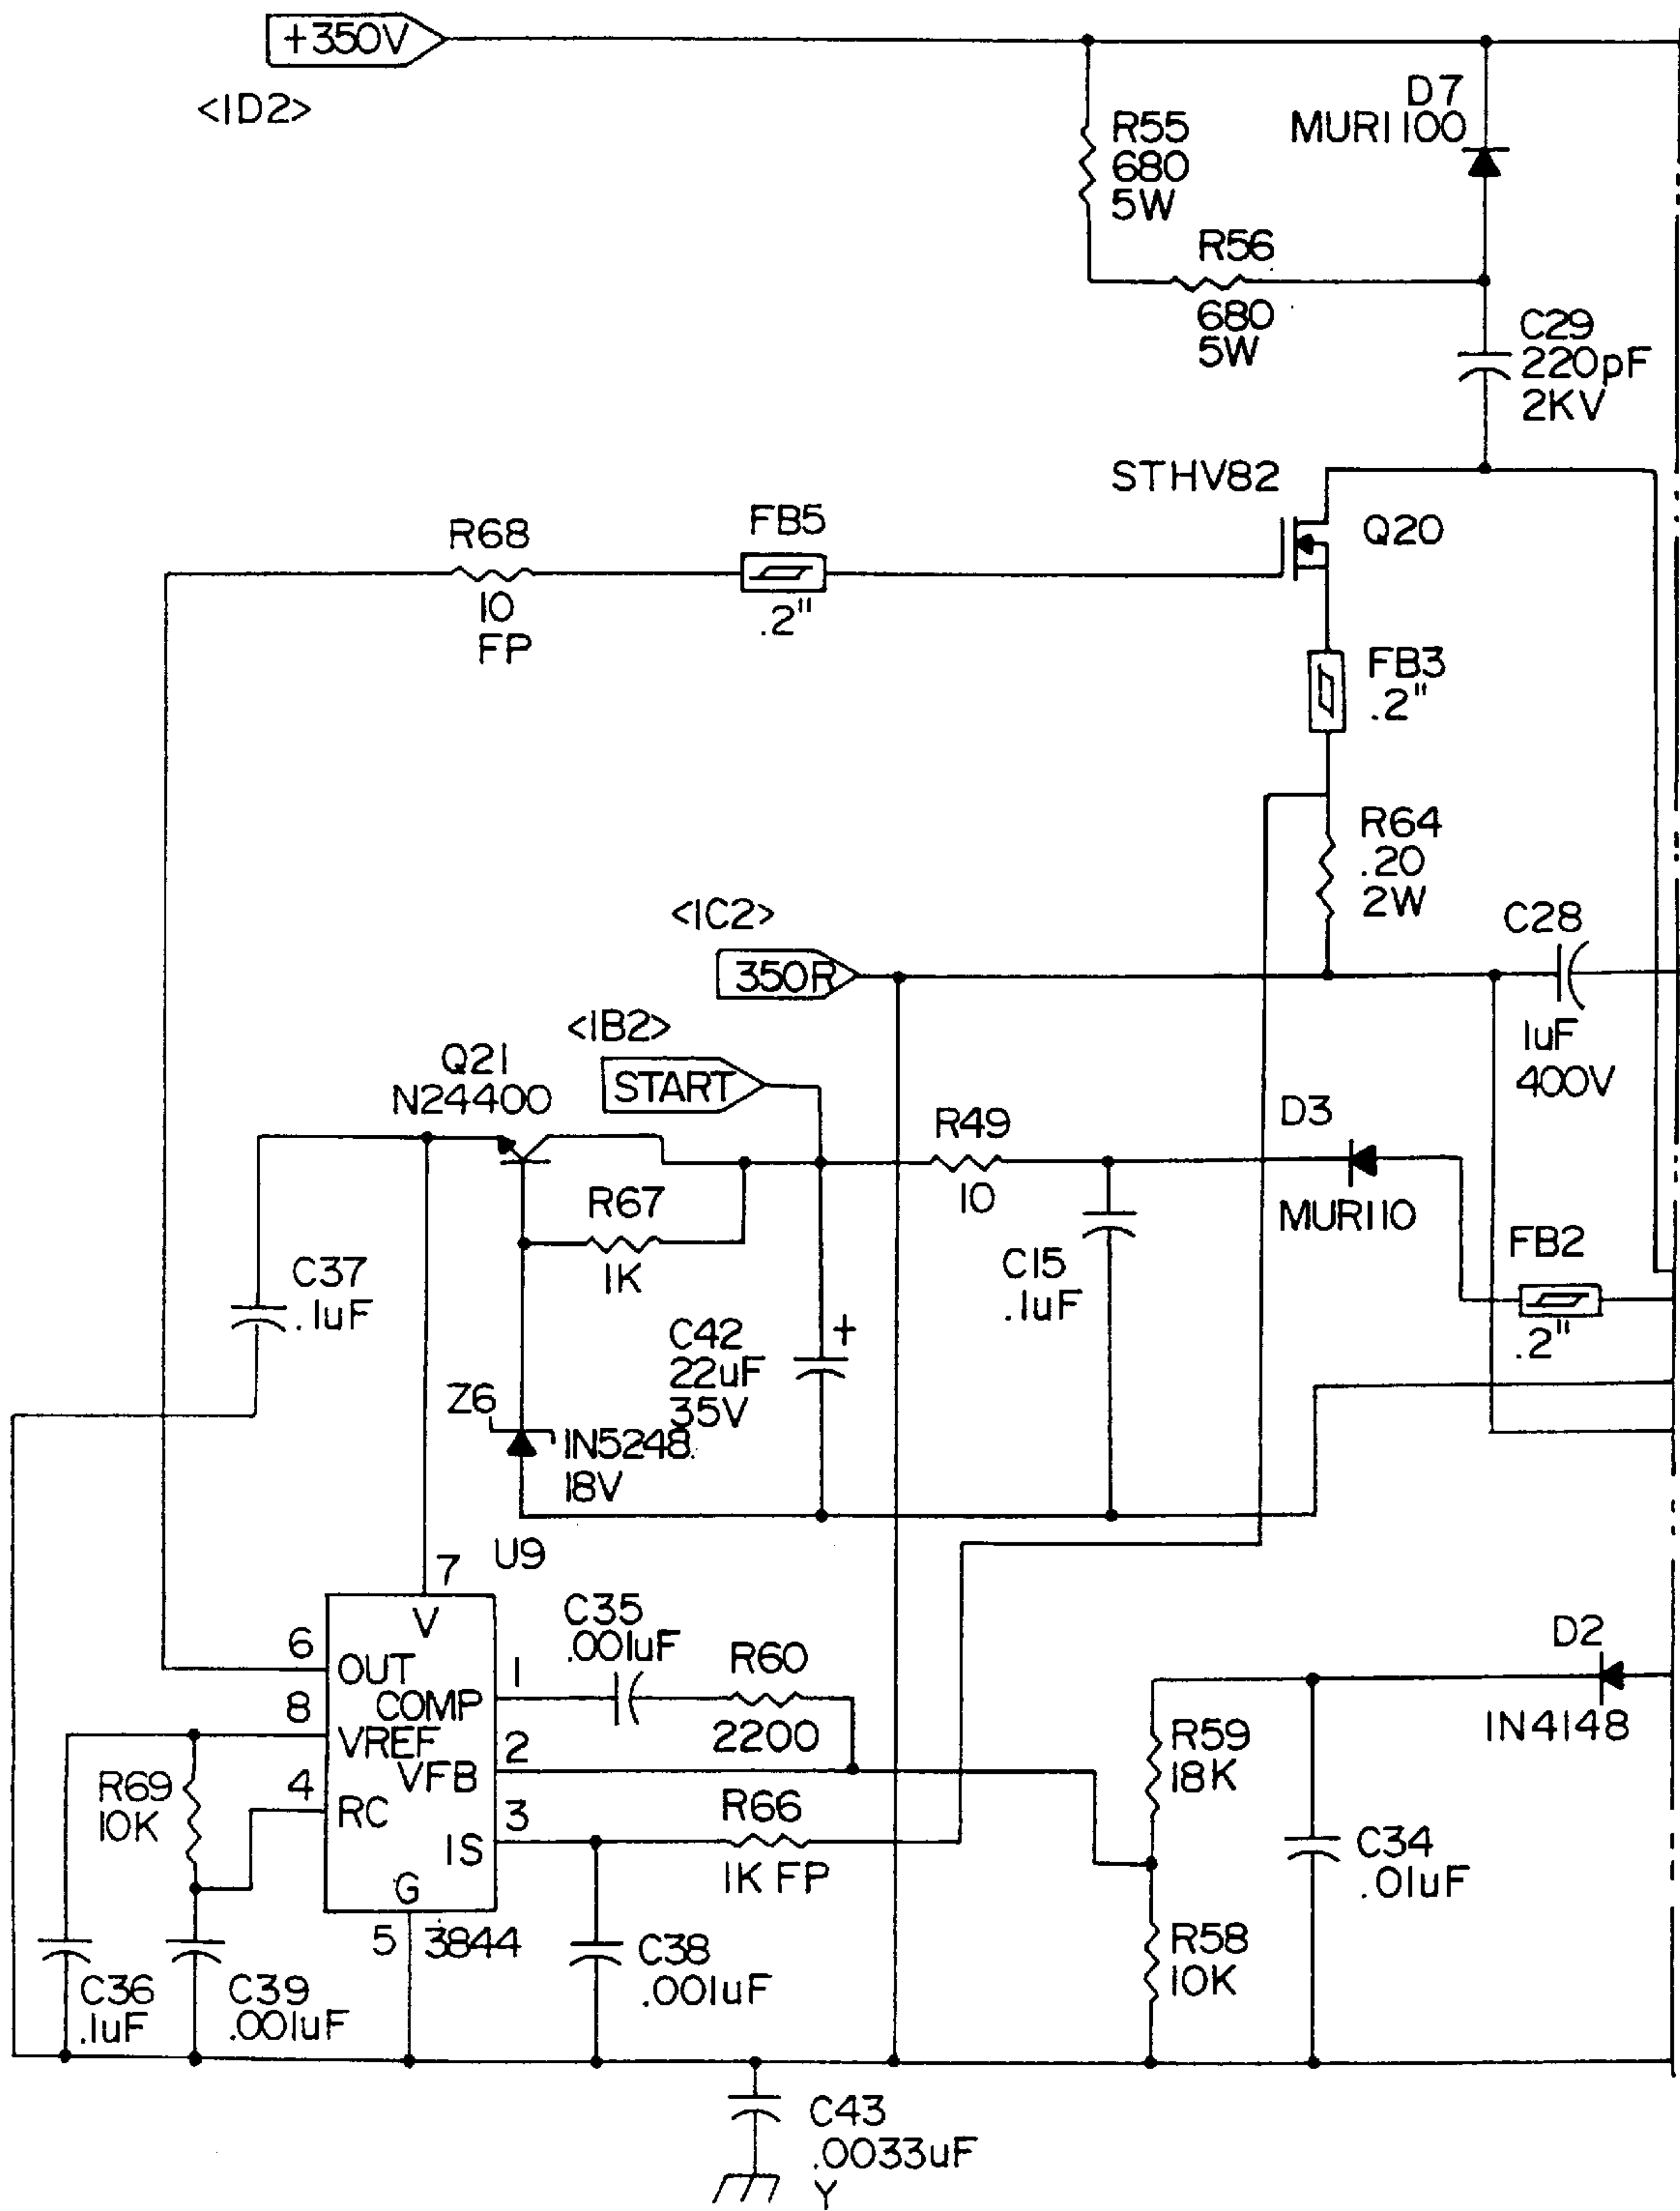 +350V
<1D2>
D7
MUR1100
R55
680
5W
R56
680
5W
C29
220pF
2KV
STHV82
Q20
R68
10
FP
FB5
.2"
FB3
.2"
R64
.20
2W
<1C2>
350R
C28
1uF
400V
<1B2>
START
Q21
N24400
R49
10
D3
MUR110
R67
1K
C37
.1uF
C15
.1uF
FB2
.2"
C42
22uF
35V
+
Z6
1N5248
18V
U9
7
V
6
OUT
8
VREF
4
RC
COMP
1
VFB
2
IS
3
G
5
3844
C35
.001uF
R60
2200
R66
1K FP
R69
10K
C36
.1uF
C39
.001uF
C38
.001uF
D2
1N4148
R59
18K
C34
.01uF
R58
10K
C43
.0033uF
Y